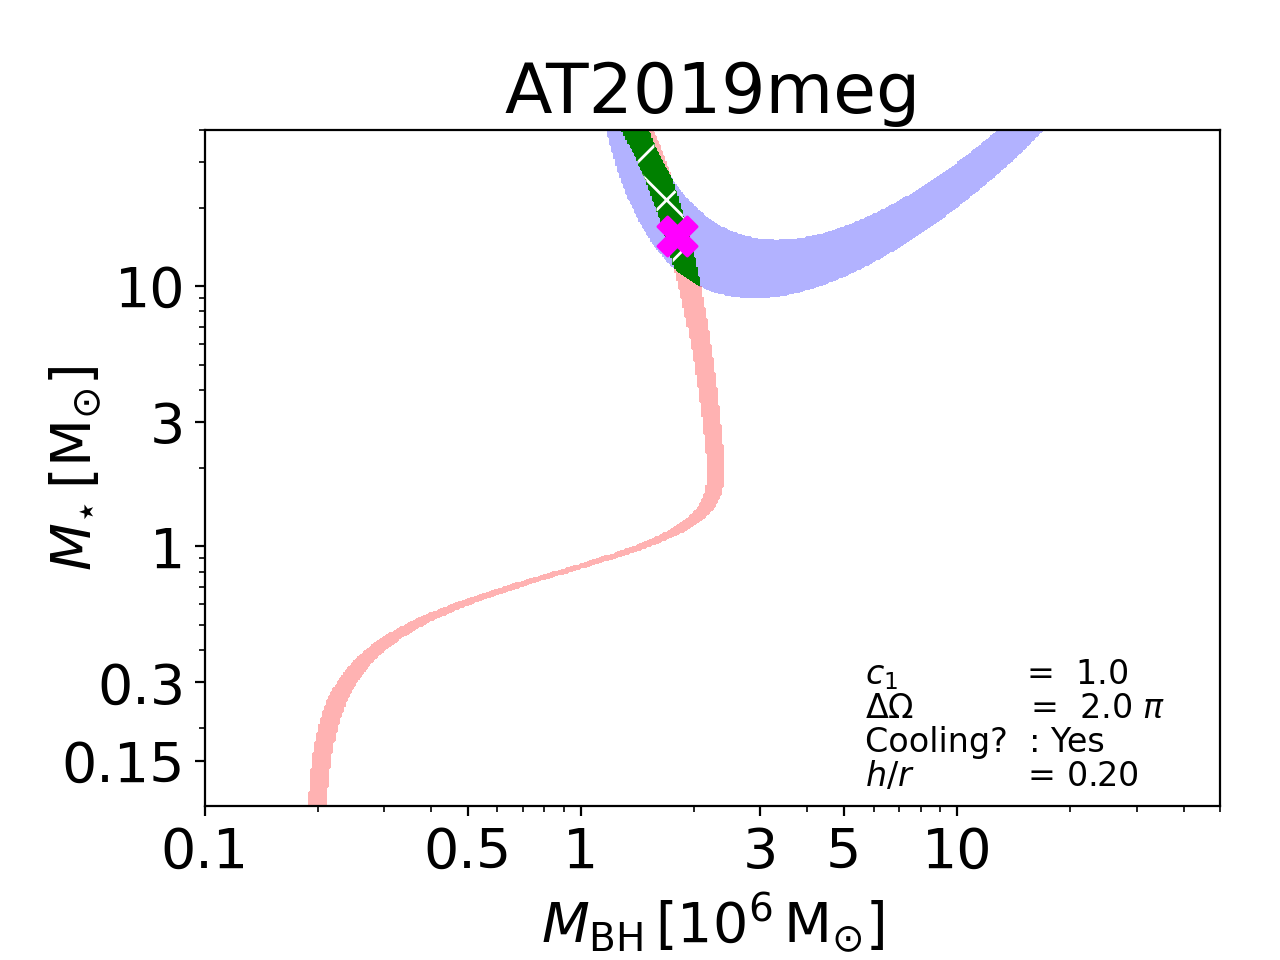 AT2019meg
10
3
1
0.3
0.15
M⋆ [M⊙]
c₁ = 1.0
ΔΩ = 2.0 π
Cooling? : Yes
h/r = 0.20
0.1 0.5 1 3 5 10
M_BH [10⁶ M⊙]